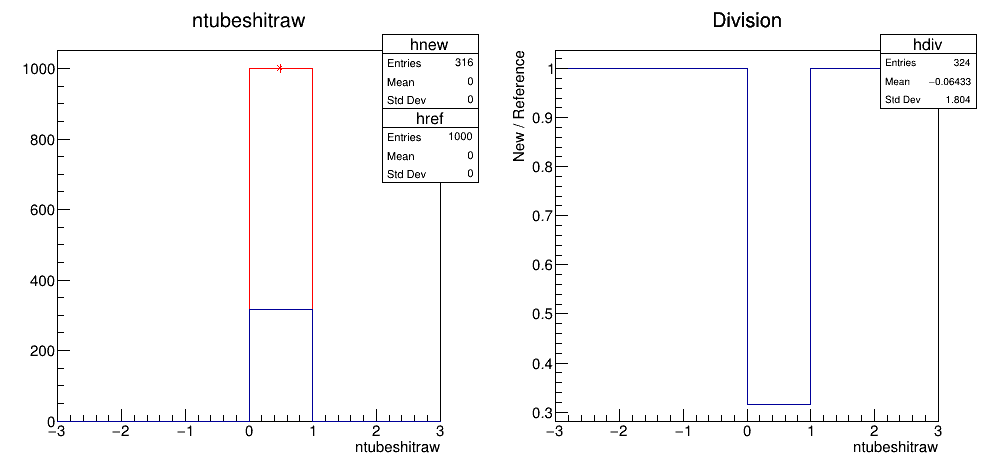 ntubeshitraw
hnew
Entries 316
Mean 0
Std Dev 0
href
Entries 1000
Mean 0
Std Dev 0
1000
800
600
400
200
0
−3 −2 −1 0 1 2 3
ntubeshitraw
Division
hdiv
Entries 324
Mean −0.06433
Std Dev 1.804
New / Reference
1
0.9
0.8
0.7
0.6
0.5
0.4
0.3
−3 −2 −1 0 1 2 3
ntubeshitraw